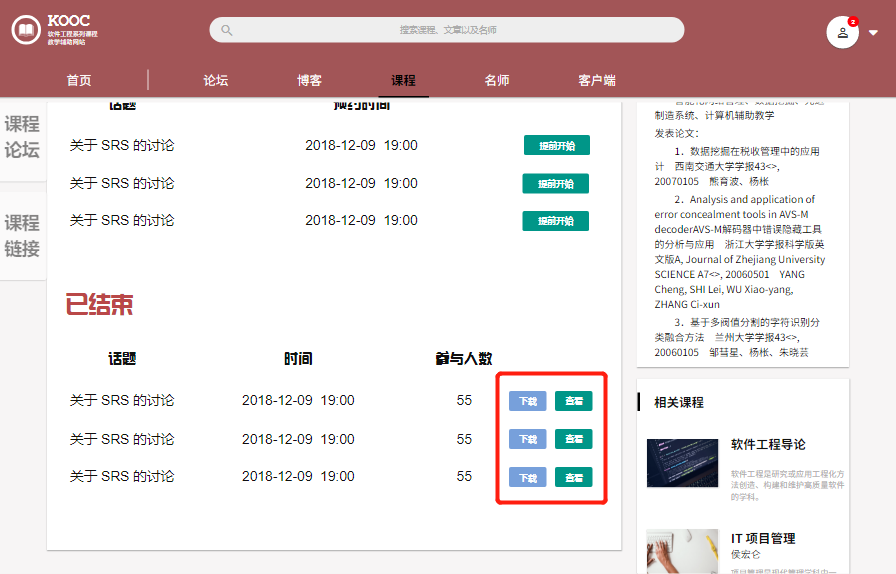 KOOC
软件工程系列课程
教学辅助网站
搜索课程、文章以及名师
2
首页
论坛
博客
课程
名师
客户端
课程
论坛
课程
链接
话题 预约时间
关于 SRS 的讨论 2018-12-09 19:00 提前开始
关于 SRS 的讨论 2018-12-09 19:00 提前开始
关于 SRS 的讨论 2018-12-09 19:00 提前开始
已结束
话题 时间 参与人数
关于 SRS 的讨论 2018-12-09 19:00 55 下载 查看
关于 SRS 的讨论 2018-12-09 19:00 55 下载 查看
关于 SRS 的讨论 2018-12-09 19:00 55 下载 查看
制造系统、计算机辅助教学
发表论文：
1．数据挖掘在税收管理中的应用
计 西南交通大学学报43<>,
20070105 熊育波、杨枨
2．Analysis and application of
error concealment tools in AVS-M
decoderAVS-M解码器中错误隐藏工具
的分析与应用 浙江大学学报科学版英
文版A, Journal of Zhejiang University
SCIENCE A7<>, 20060501 YANG
Cheng, SHI Lei, WU Xiao-yang,
ZHANG Ci-xun
3．基于多阀值分割的字符识别分
类融合方法 兰州大学学报43<>,
20060105 邹彗星、杨枨、朱晓芸
相关课程
软件工程导论
软件工程是研究或应用工程化方
法创造、构建和维护高质量软件
的学科。
IT 项目管理
侯宏仑